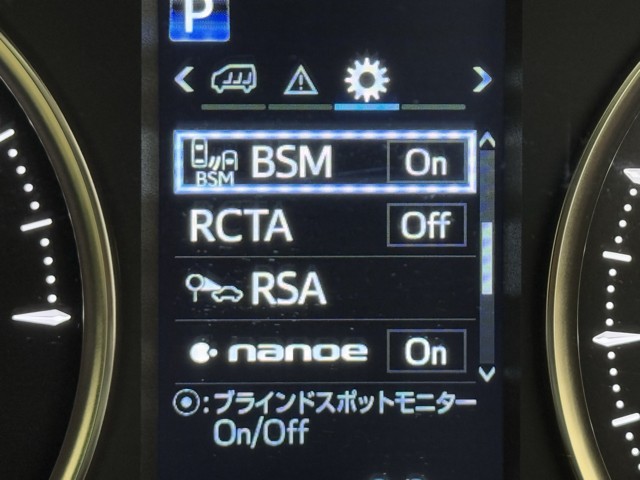 P
BSM
BSM On
RCTA Off
RSA
nanoe On
:ブラインドスポットモニター
On/Off